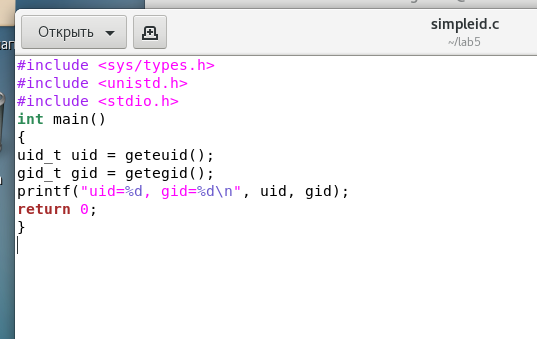 simpleid.c
Открыть
~/lab5
#include <sys/types.h>
#include <unistd.h>
#include <stdio.h>
int main()
{
uid_t uid = geteuid();
gid_t gid = getegid();
printf("uid=%d, gid=%d\n", uid, gid);
return 0;
}